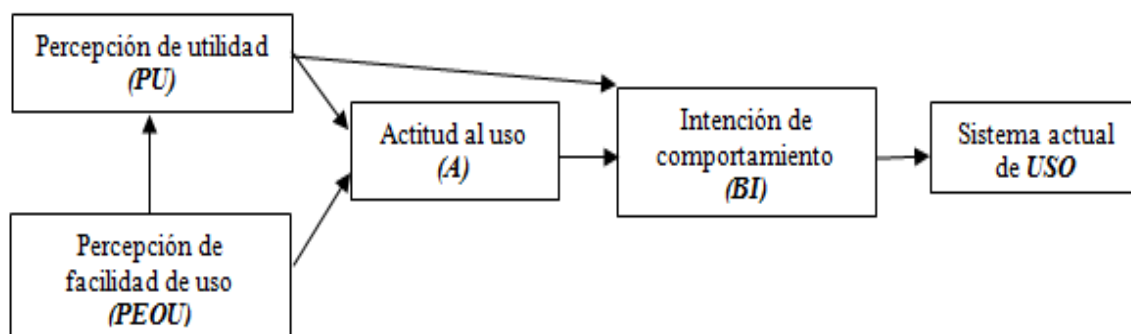 Percepción de utilidad
(PU)
Actitud al uso
(A)
Intención de
comportamiento
(BI)
Sistema actual
de USO
Percepción de
facilidad de uso
(PEOU)